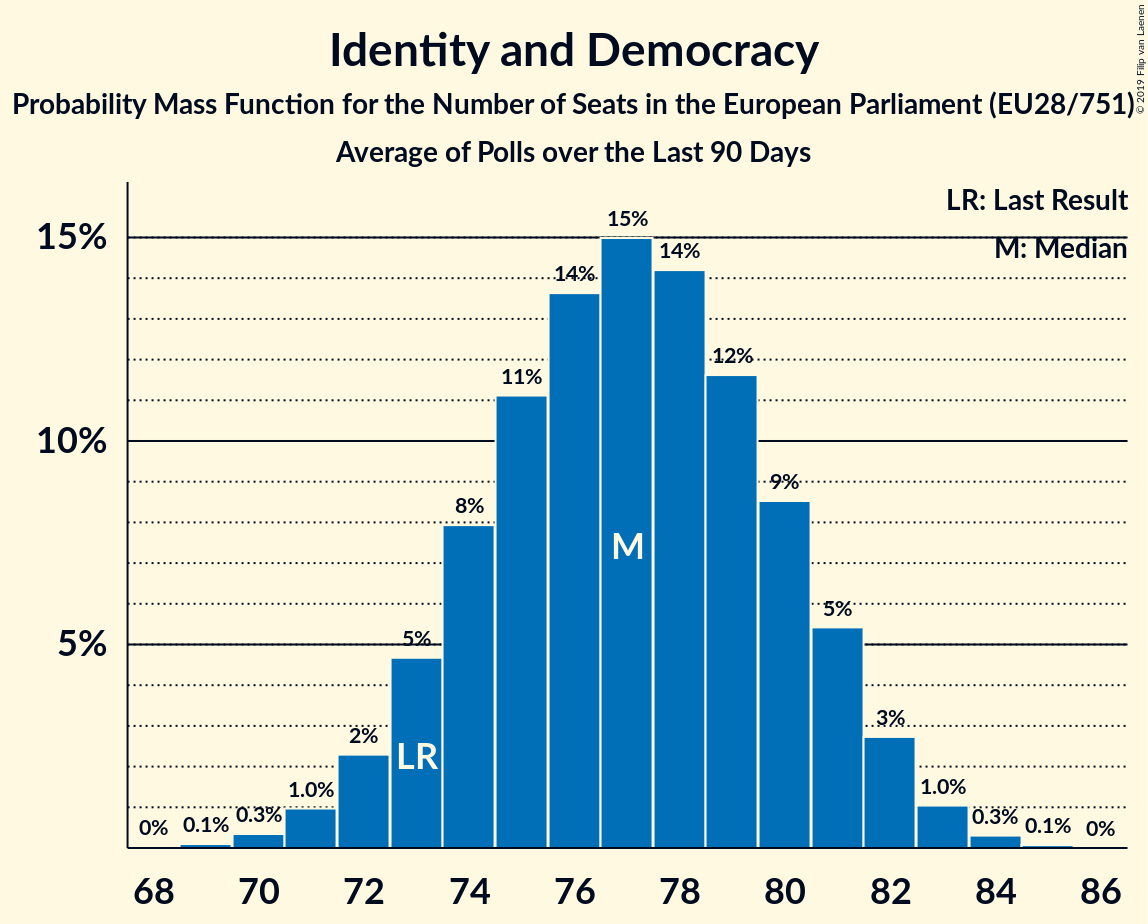 Identity and Democracy
Probability Mass Function for the Number of Seats in the European Parliament (EU28/751)
Average of Polls over the Last 90 Days
© 2019 Filip van Laenen
LR: Last Result
M: Median
15%
10%
5%
0%
0.1%
0.3%
1.0%
2%
5%
8%
11%
14%
15%
14%
12%
9%
5%
3%
1.0%
0.3%
0.1%
0%
LR
M
68 70 72 74 76 78 80 82 84 86